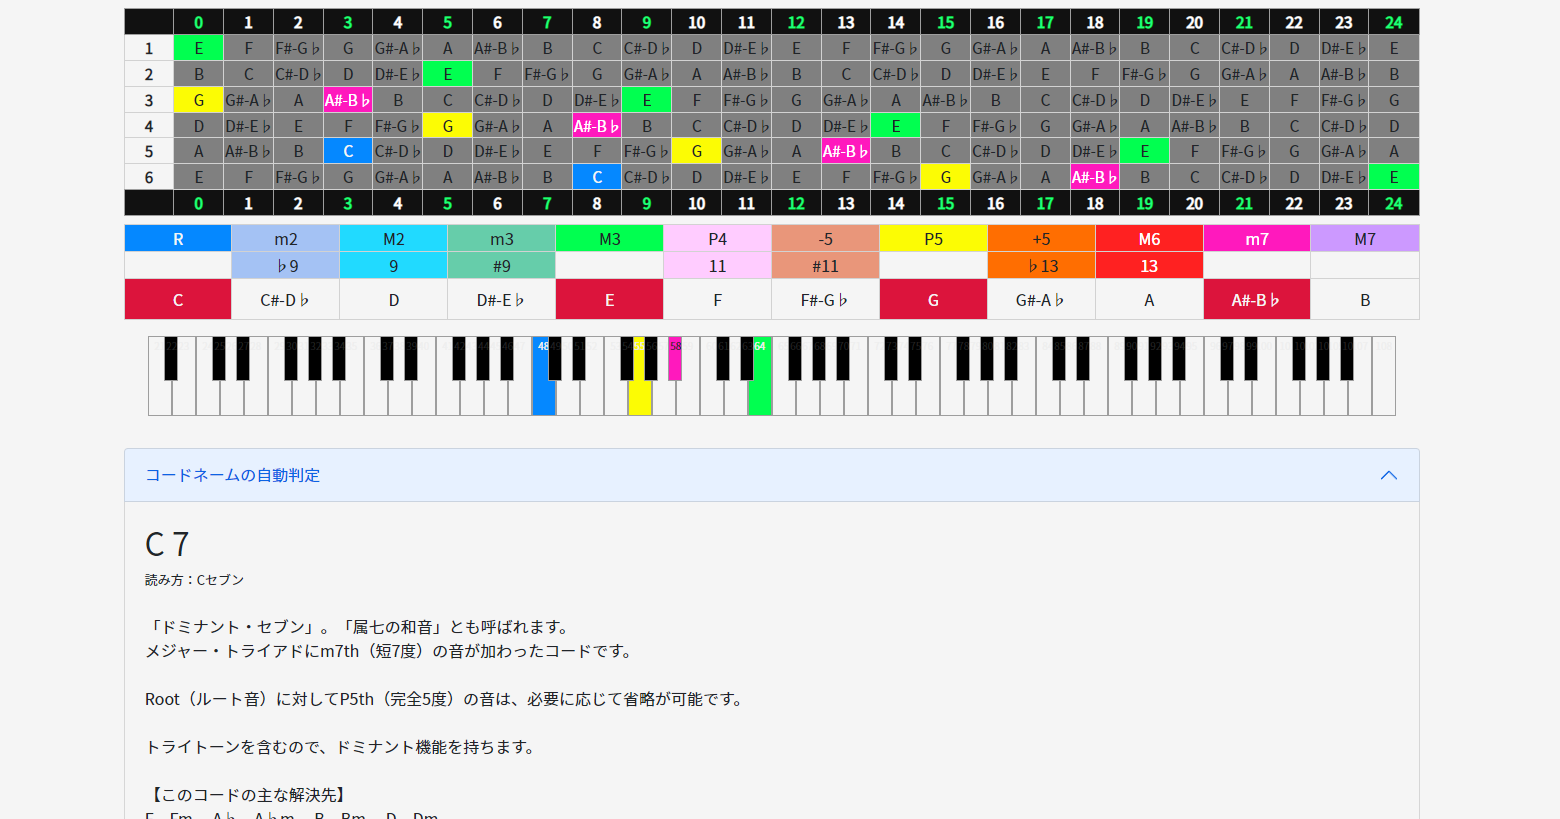 0 1 2 3 4 5 6 7 8 9 10 11 12 13 14 15 16 17 18 19 20 21 22 23 24
1 E F F#-G♭ G G#-A♭ A A#-B♭ B C C#-D♭ D D#-E♭ E F F#-G♭ G G#-A♭ A A#-B♭ B C C#-D♭ D D#-E♭ E
2 B C C#-D♭ D D#-E♭ E F F#-G♭ G G#-A♭ A A#-B♭ B C C#-D♭ D D#-E♭ E F F#-G♭ G G#-A♭ A A#-B♭ B
3 G G#-A♭ A A#-B♭ B C C#-D♭ D D#-E♭ E F F#-G♭ G G#-A♭ A A#-B♭ B C C#-D♭ D D#-E♭ E F F#-G♭ G
4 D D#-E♭ E F F#-G♭ G G#-A♭ A A#-B♭ B C C#-D♭ D D#-E♭ E F F#-G♭ G G#-A♭ A A#-B♭ B C C#-D♭ D
5 A A#-B♭ B C C#-D♭ D D#-E♭ E F F#-G♭ G G#-A♭ A A#-B♭ B C C#-D♭ D D#-E♭ E F F#-G♭ G G#-A♭ A
6 E F F#-G♭ G G#-A♭ A A#-B♭ B C C#-D♭ D D#-E♭ E F F#-G♭ G G#-A♭ A A#-B♭ B C C#-D♭ D D#-E♭ E
0 1 2 3 4 5 6 7 8 9 10 11 12 13 14 15 16 17 18 19 20 21 22 23 24
R m2 M2 m3 M3 P4 -5 P5 +5 M6 m7 M7
♭9 9 #9 11 #11 ♭13 13
C C#-D♭ D D#-E♭ E F F#-G♭ G G#-A♭ A A#-B♭ B
48 58 64
コードネームの自動判定
C 7
読み方：Cセブン
「ドミナント・セブン」。「属七の和音」とも呼ばれます。
メジャー・トライアドにm7th（短7度）の音が加わったコードです。
Root（ルート音）に対してP5th（完全5度）の音は、必要に応じて省略が可能です。
トライトーンを含むので、ドミナント機能を持ちます。
【このコードの主な解決先】
F、Fm、A♭、A♭m、B、Bm、D、Dm